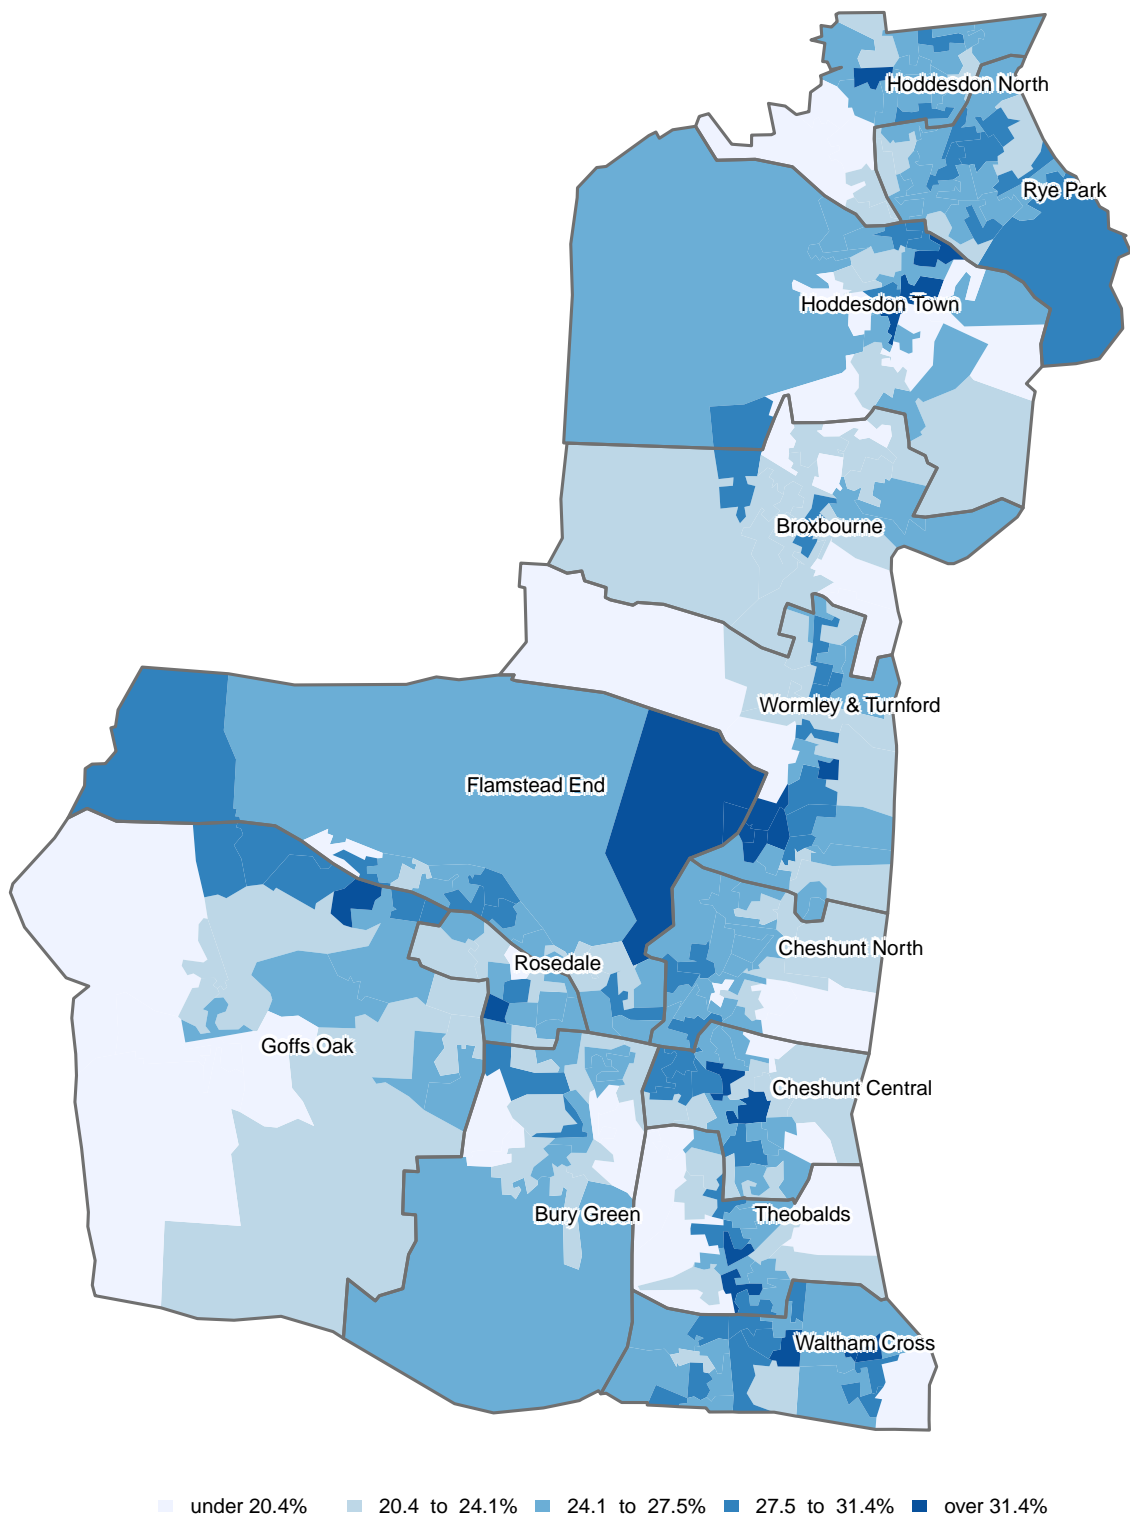 Hoddesdon North
Rye Park
Hoddesdon Town
Broxbourne
Wormley & Turnford
Flamstead End
Cheshunt North
Rosedale
Goffs Oak
Cheshunt Central
Bury Green
Theobalds
Waltham Cross
under 20.4% 20.4 to 24.1% 24.1 to 27.5% 27.5 to 31.4% over 31.4%